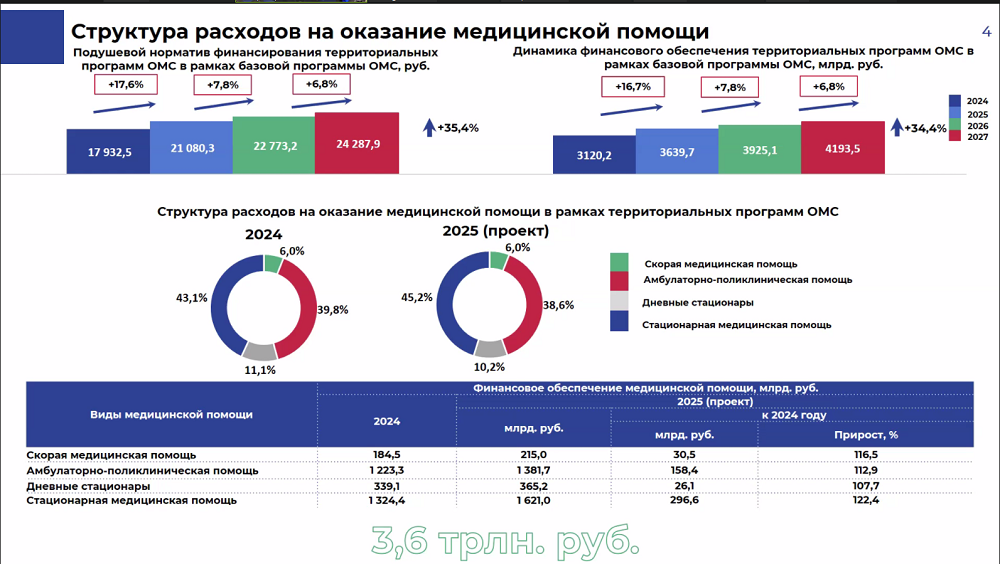 Структура расходов на оказание медицинской помощи
4
Подушевой норматив финансирования территориальных
программ ОМС в рамках базовой программы ОМС, руб.
+17,6%
+7,8%
+6,8%
17 932,5
21 080,3
22 773,2
24 287,9
+35,4%
Динамика финансового обеспечения территориальных программ ОМС в
рамках базовой программы ОМС, млрд. руб.
+16,7%
+7,8%
+6,8%
3120,2
3639,7
3925,1
4193,5
+34,4%
2024
2025
2026
2027
Структура расходов на оказание медицинской помощи в рамках территориальных программ ОМС
2024
6,0%
43,1%
39,8%
11,1%
2025 (проект)
6,0%
45,2%
38,6%
10,2%
Скорая медицинская помощь
Амбулаторно-поликлиническая помощь
Дневные стационары
Стационарная медицинская помощь
Виды медицинской помощи
Финансовое обеспечение медицинской помощи, млрд. руб.
2024
2025 (проект)
млрд. руб.
к 2024 году
млрд. руб.
Прирост, %
Скорая медицинская помощь 184,5 215,0 30,5 116,5
Амбулаторно-поликлиническая помощь 1 223,3 1 381,7 158,4 112,9
Дневные стационары 339,1 365,2 26,1 107,7
Стационарная медицинская помощь 1 324,4 1 621,0 296,6 122,4
3,6 трлн. руб.